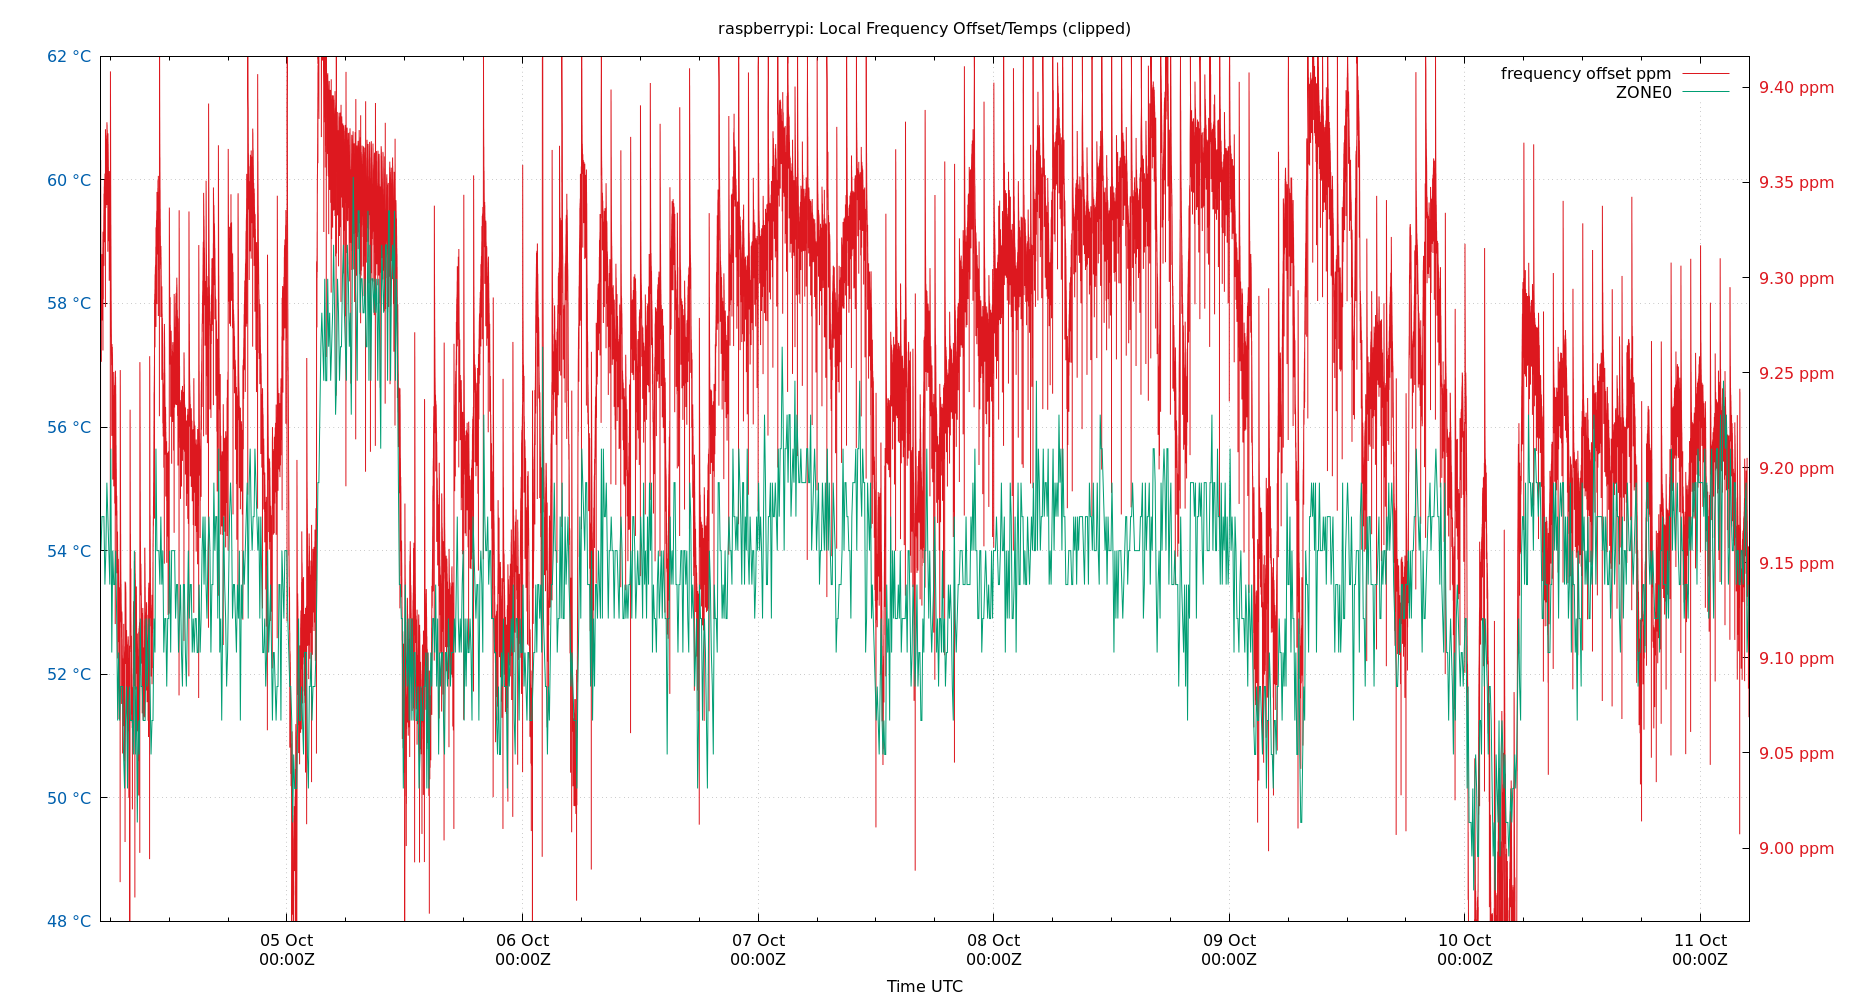 raspberrypi: Local Frequency Offset/Temps (clipped)
62 °C
60 °C
58 °C
56 °C
54 °C
52 °C
50 °C
48 °C
frequency offset ppm
ZONE0
9.40 ppm
9.35 ppm
9.30 ppm
9.25 ppm
9.20 ppm
9.15 ppm
9.10 ppm
9.05 ppm
9.00 ppm
05 Oct 06 Oct 07 Oct 08 Oct 09 Oct 10 Oct 11 Oct
00:00Z 00:00Z 00:00Z 00:00Z 00:00Z 00:00Z 00:00Z
Time UTC